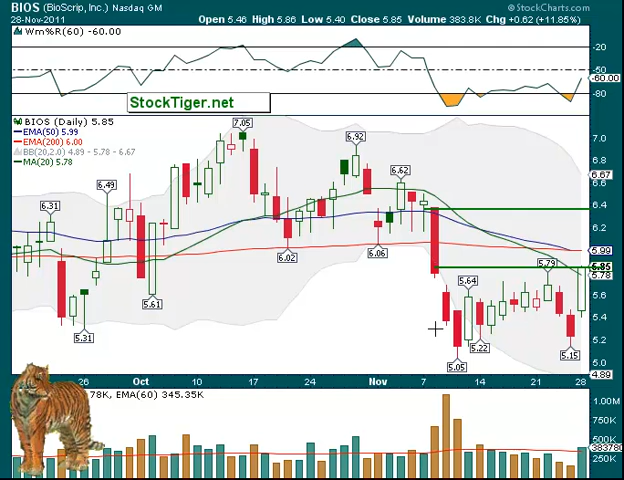 BIOS (BioScrip, Inc.) Nasdaq GM
© StockCharts.com
28-Nov-2011
Open 5.46 High 5.86 Low 5.40 Close 5.85 Volume 383.8K Chg +0.62 (+11.85%)
Wm%R(60) -60.00
-20
-50
-60.00
-80
StockTiger.net
BIOS (Daily) 5.85
EMA(50) 5.99
EMA(200) 6.00
BB(20,2.0) 4.89 - 5.78 - 6.67
MA(20) 5.78
7.05
6.92
6.62
6.49
6.31
6.02
6.06
5.79
5.64
5.61
5.31
5.22
5.15
5.05
7.0
6.8
6.67
6.4
6.2
5.99
5.85
5.78
5.6
5.4
5.2
5.0
4.89
26 Oct 10 17 24 Nov 7 14 21 28
78K, EMA(60) 345.35K
1.00M
750K
500K
383780
250K